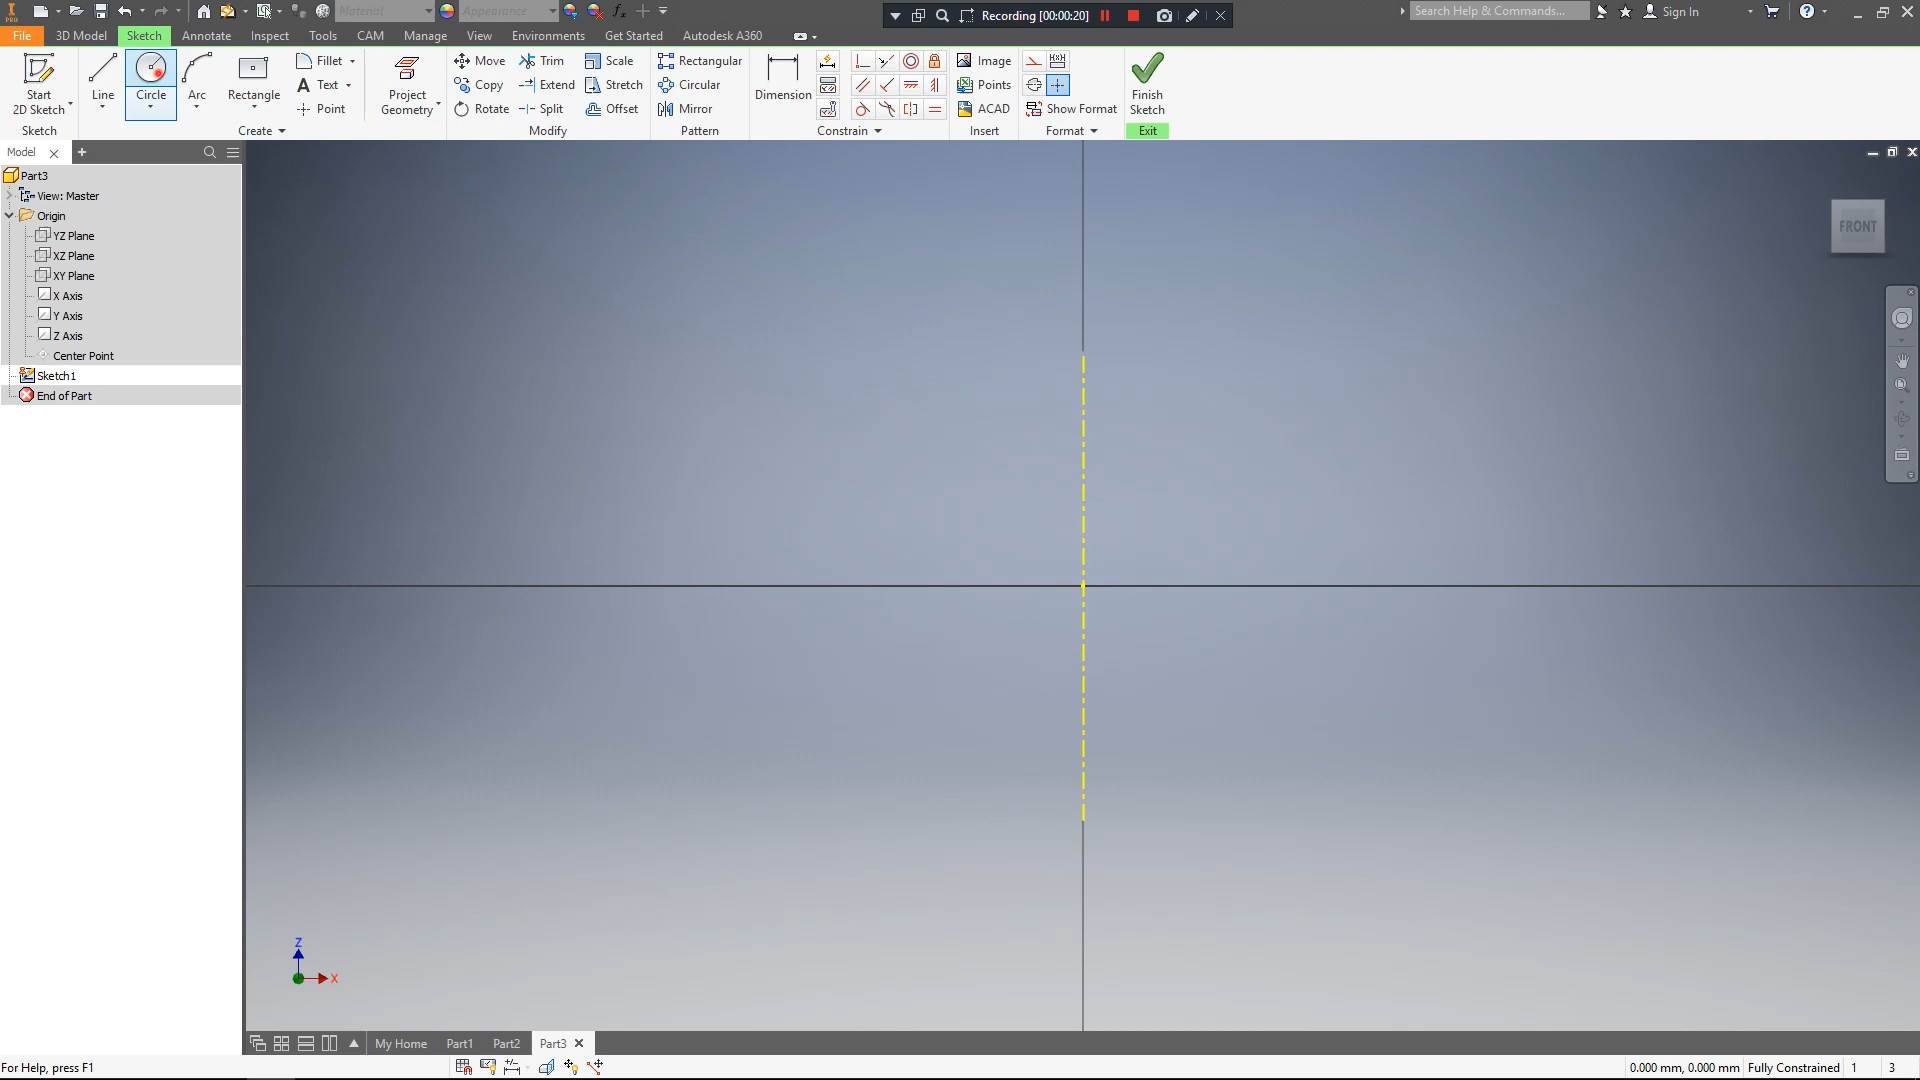 PRO
Material
Appearance
fx
Recording [00:00:20]
Search Help & Commands...
Sign In
File
3D Model
Sketch
Annotate
Inspect
Tools
CAM
Manage
View
Environments
Get Started
Autodesk A360
Start
2D Sketch
Line
Circle
Arc
Rectangle
Fillet
Text
Point
Project
Geometry
Move
Copy
Rotate
Trim
Extend
Split
Scale
Stretch
Offset
Rectangular
Circular
Mirror
Dimension
Image
Points
ACAD
Show Format
Finish
Sketch
Sketch
Create
Modify
Pattern
Constrain
Insert
Format
Exit
Model
Part3
View: Master
Origin
YZ Plane
XZ Plane
XY Plane
X Axis
Y Axis
Z Axis
Center Point
Sketch1
End of Part
FRONT
Z
X
My Home
Part1
Part2
Part3
For Help, press F1
0.000 mm, 0.000 mm
Fully Constrained
1
3